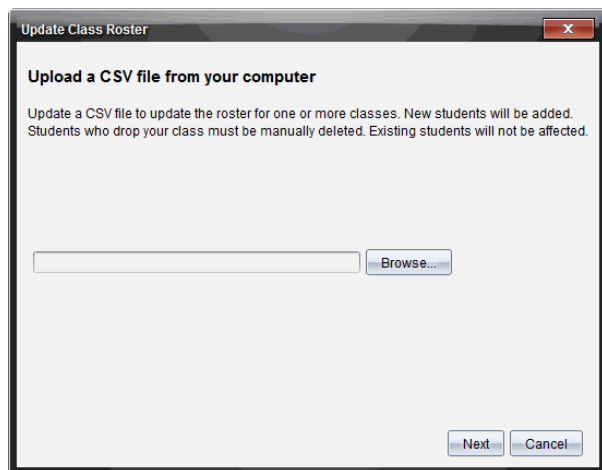 Update Class Roster
Upload a CSV file from your computer
Update a CSV file to update the roster for one or more classes. New students will be added.
Students who drop your class must be manually deleted. Existing students will not be affected.
Browse...
Next Cancel